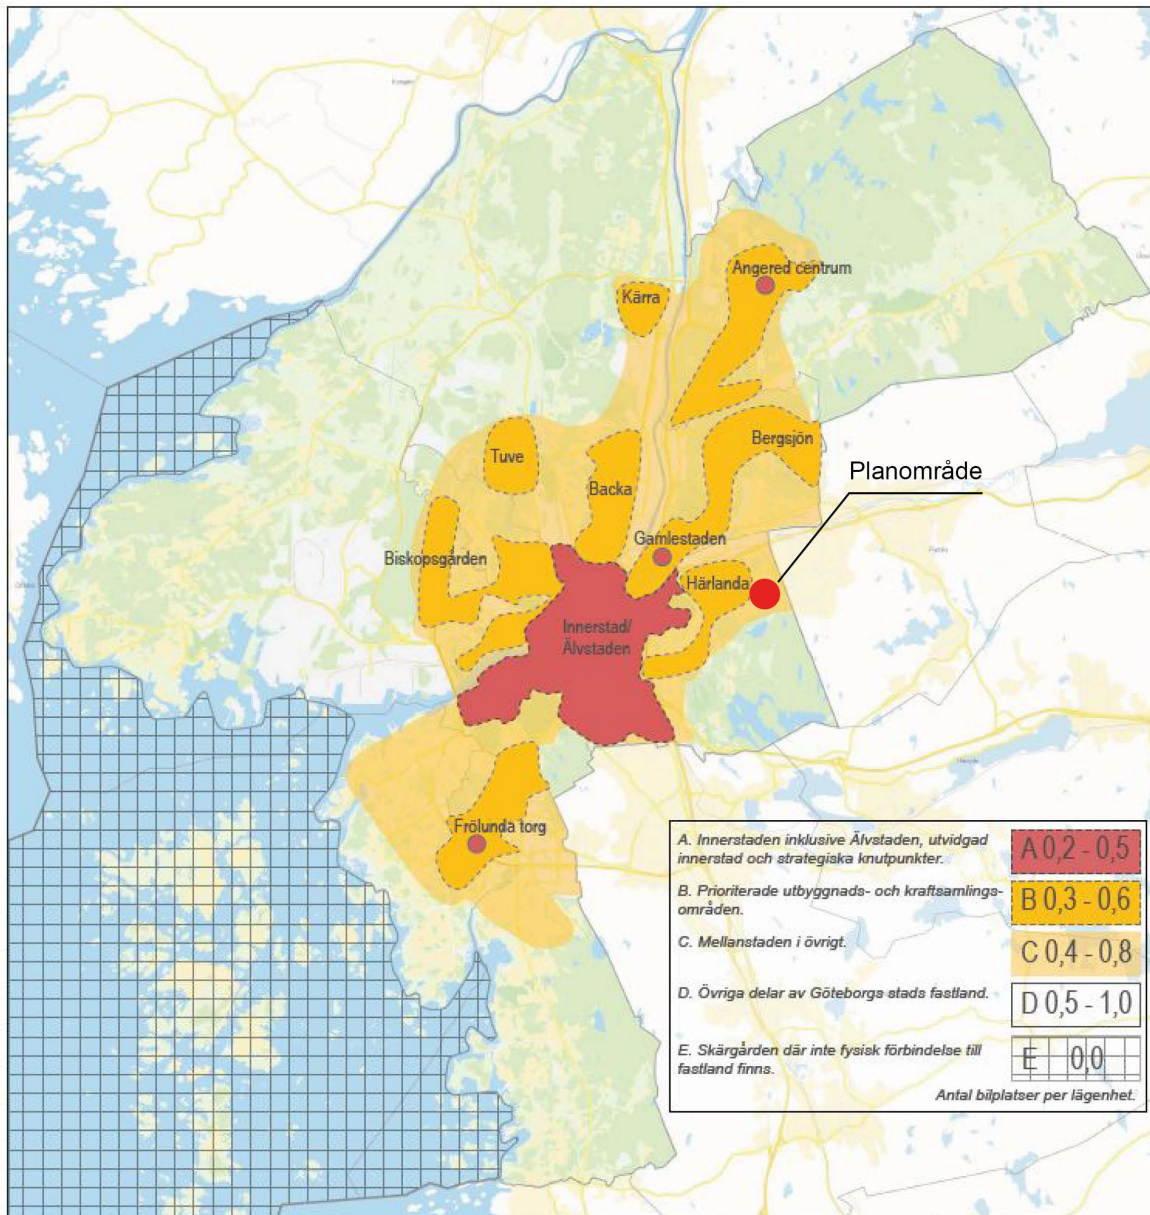 Angered centrum
Kärra
Bergsjön
Tuve
Planområde
Backa
Gamlestaden
Biskopsgården
Härlanda
Innerstad/
Älvstaden
Frölunda torg
A. Innerstaden inklusive Älvstaden, utvidgad
innerstad och strategiska knutpunkter.
A 0,2 - 0,5
B. Prioriterade utbyggnads- och kraftsamlings-
områden.
B 0,3 - 0,6
C. Mellanstaden i övrigt.
C 0,4 - 0,8
D. Övriga delar av Göteborgs stads fastland.
D 0,5 - 1,0
E. Skärgården där inte fysisk förbindelse till
fastland finns.
E 0,0
Antal bilplatser per lägenhet.